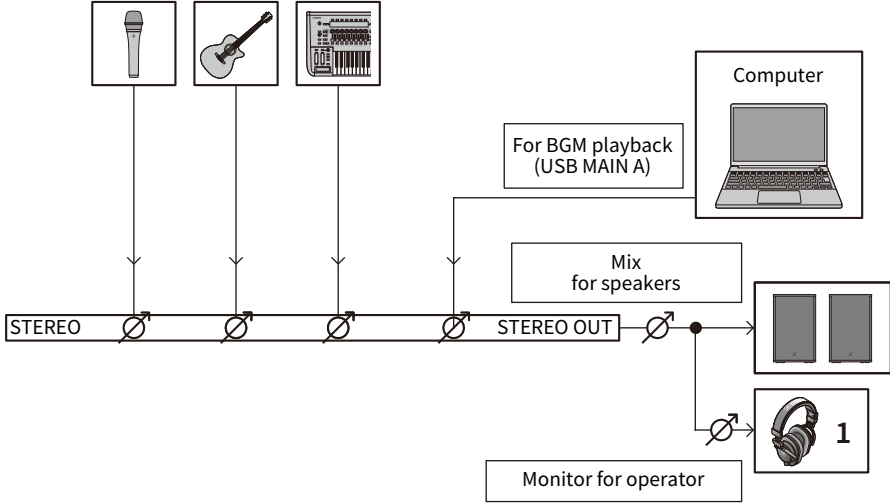 Computer
For BGM playback
(USB MAIN A)
Mix
for speakers
STEREO
STEREO OUT
1
Monitor for operator